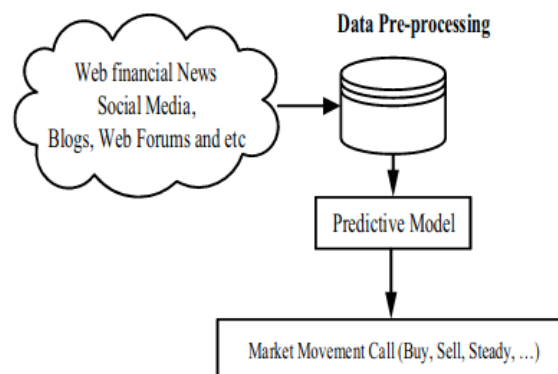 Data Pre-processing
Web financial News
Social Media,
Blogs, Web Forums and etc
Predictive Model
Market Movement Call (Buy, Sell, Steady, …)